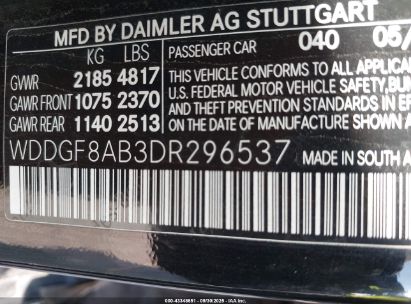 MFD BY DAIMLER AG STUTTGART
KG LBS
GVWR 2185 4817
GAWR FRONT 1075 2370
GAWR REAR 1140 2513
PASSENGER CAR 040 05/
THIS VEHICLE CONFORMS TO ALL APPLICA
U.S. FEDERAL MOTOR VEHICLE SAFETY, BU
AND THEFT PREVENTION STANDARDS IN EF
ON THE DATE OF MANUFACTURE SHOWN AB
WDDGF8AB3DR296537 MADE IN SOUTH A